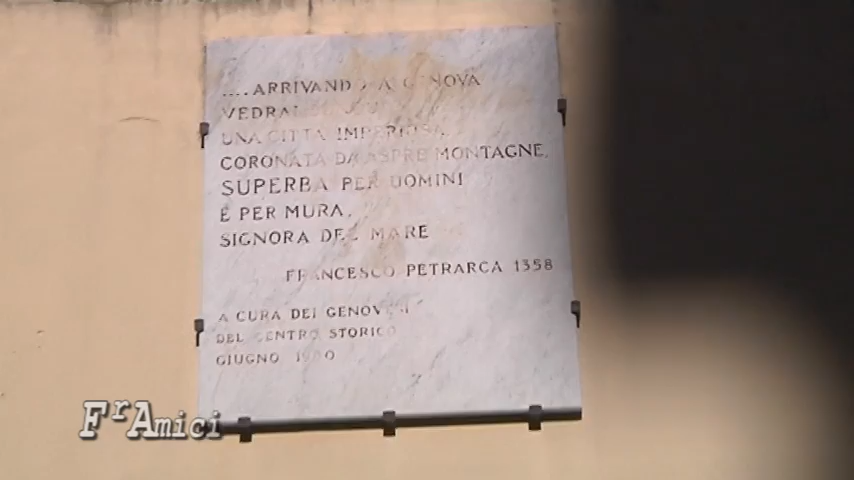 ....ARRIVANDO A GENOVA
VEDRAI
UNA CITTÀ IMPERIOSA
CORONATA DA ASPRE MONTAGNE,
SUPERBA PER UOMINI
E PER MURA,
SIGNORA DEL MARE
FRANCESCO PETRARCA 1358
A CURA DEI GENOVESI
DEL CENTRO STORICO
GIUGNO
FrAmici